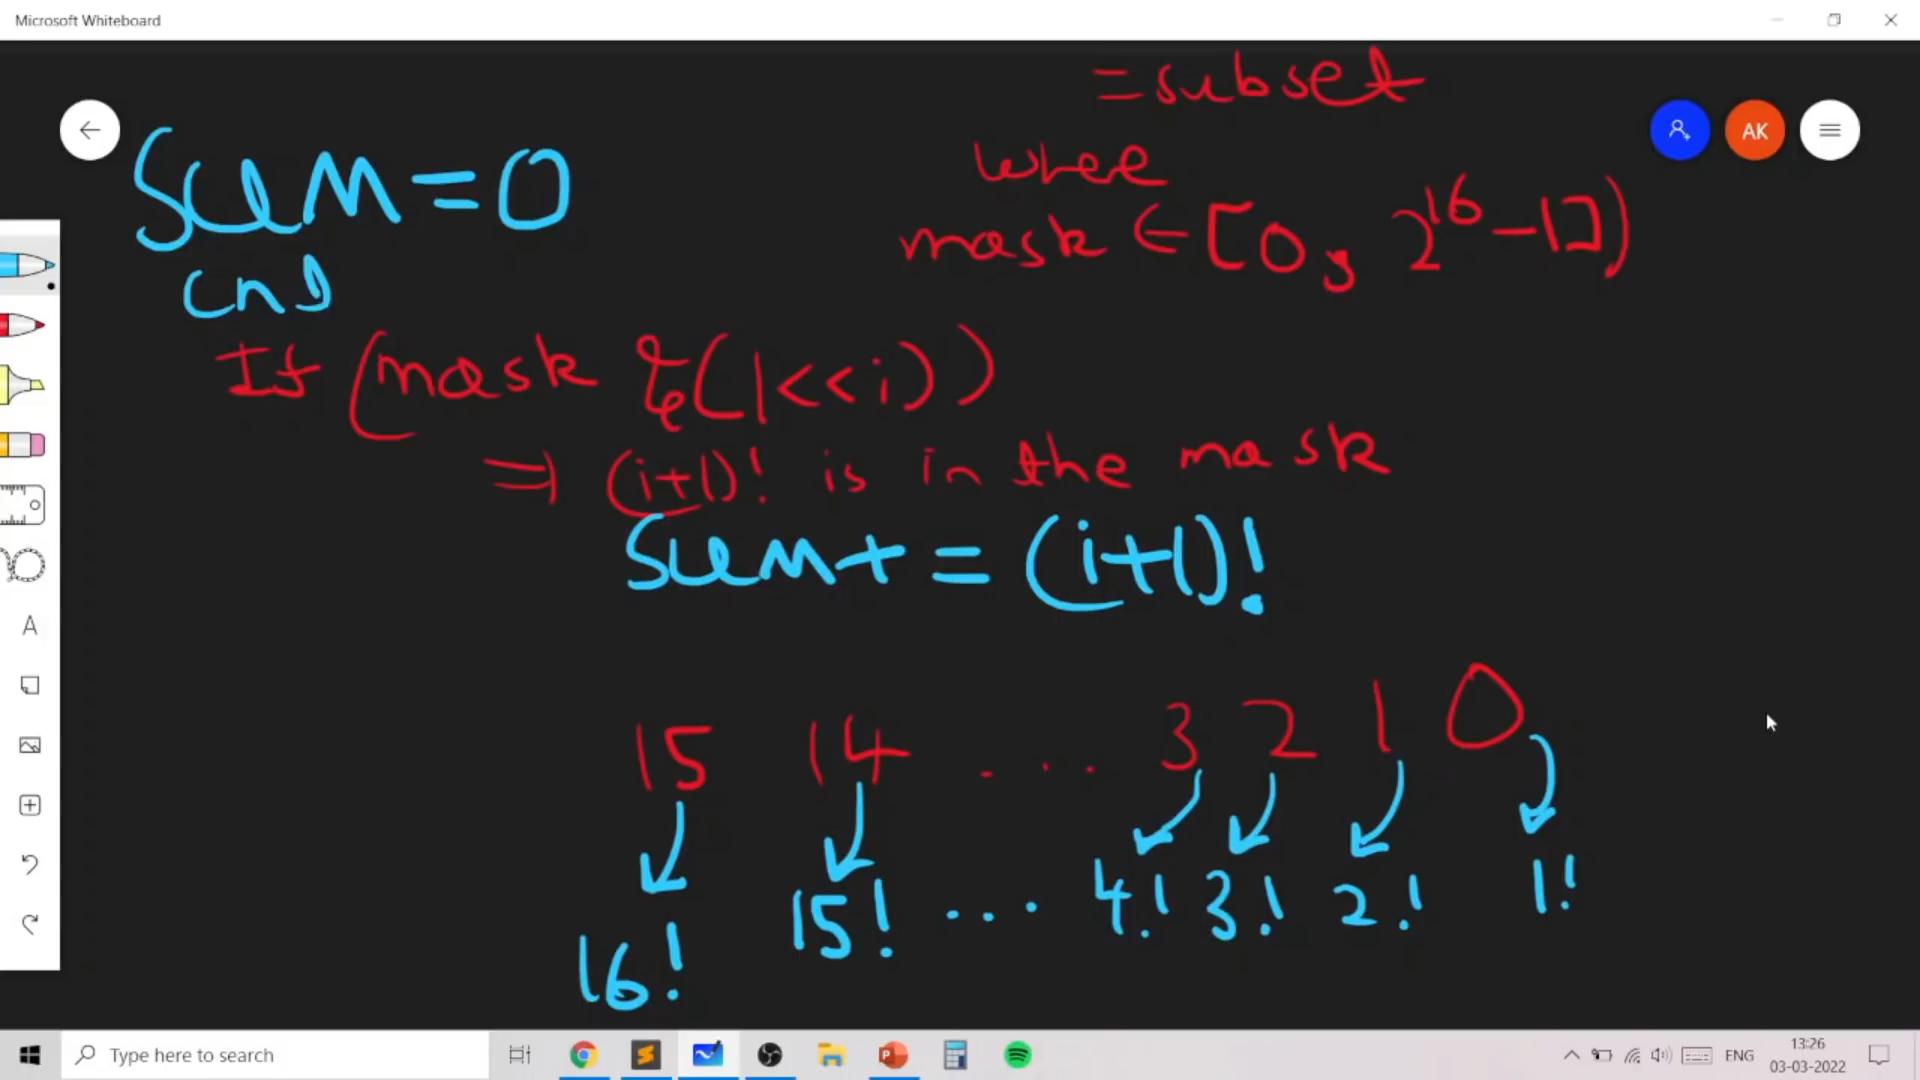 Microsoft Whiteboard
= subset
whee
mask ∈ [0, 2^16 - 1])
Sum = 0
AK
If (mask & (1<<i))
=> (i+1)! is in the mask
Sum + = (i+1)!
15 14 ... 3 2 1 0
16! 15! ... 4! 3! 2! 1!
A
Type here to search
ENG
13:26
03-03-2022